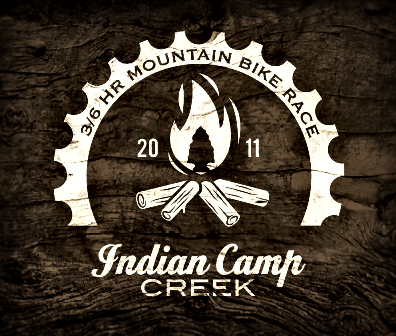 3/6 HR MOUNTAIN BIKE RACE
20 11
Indian Camp
CREEK